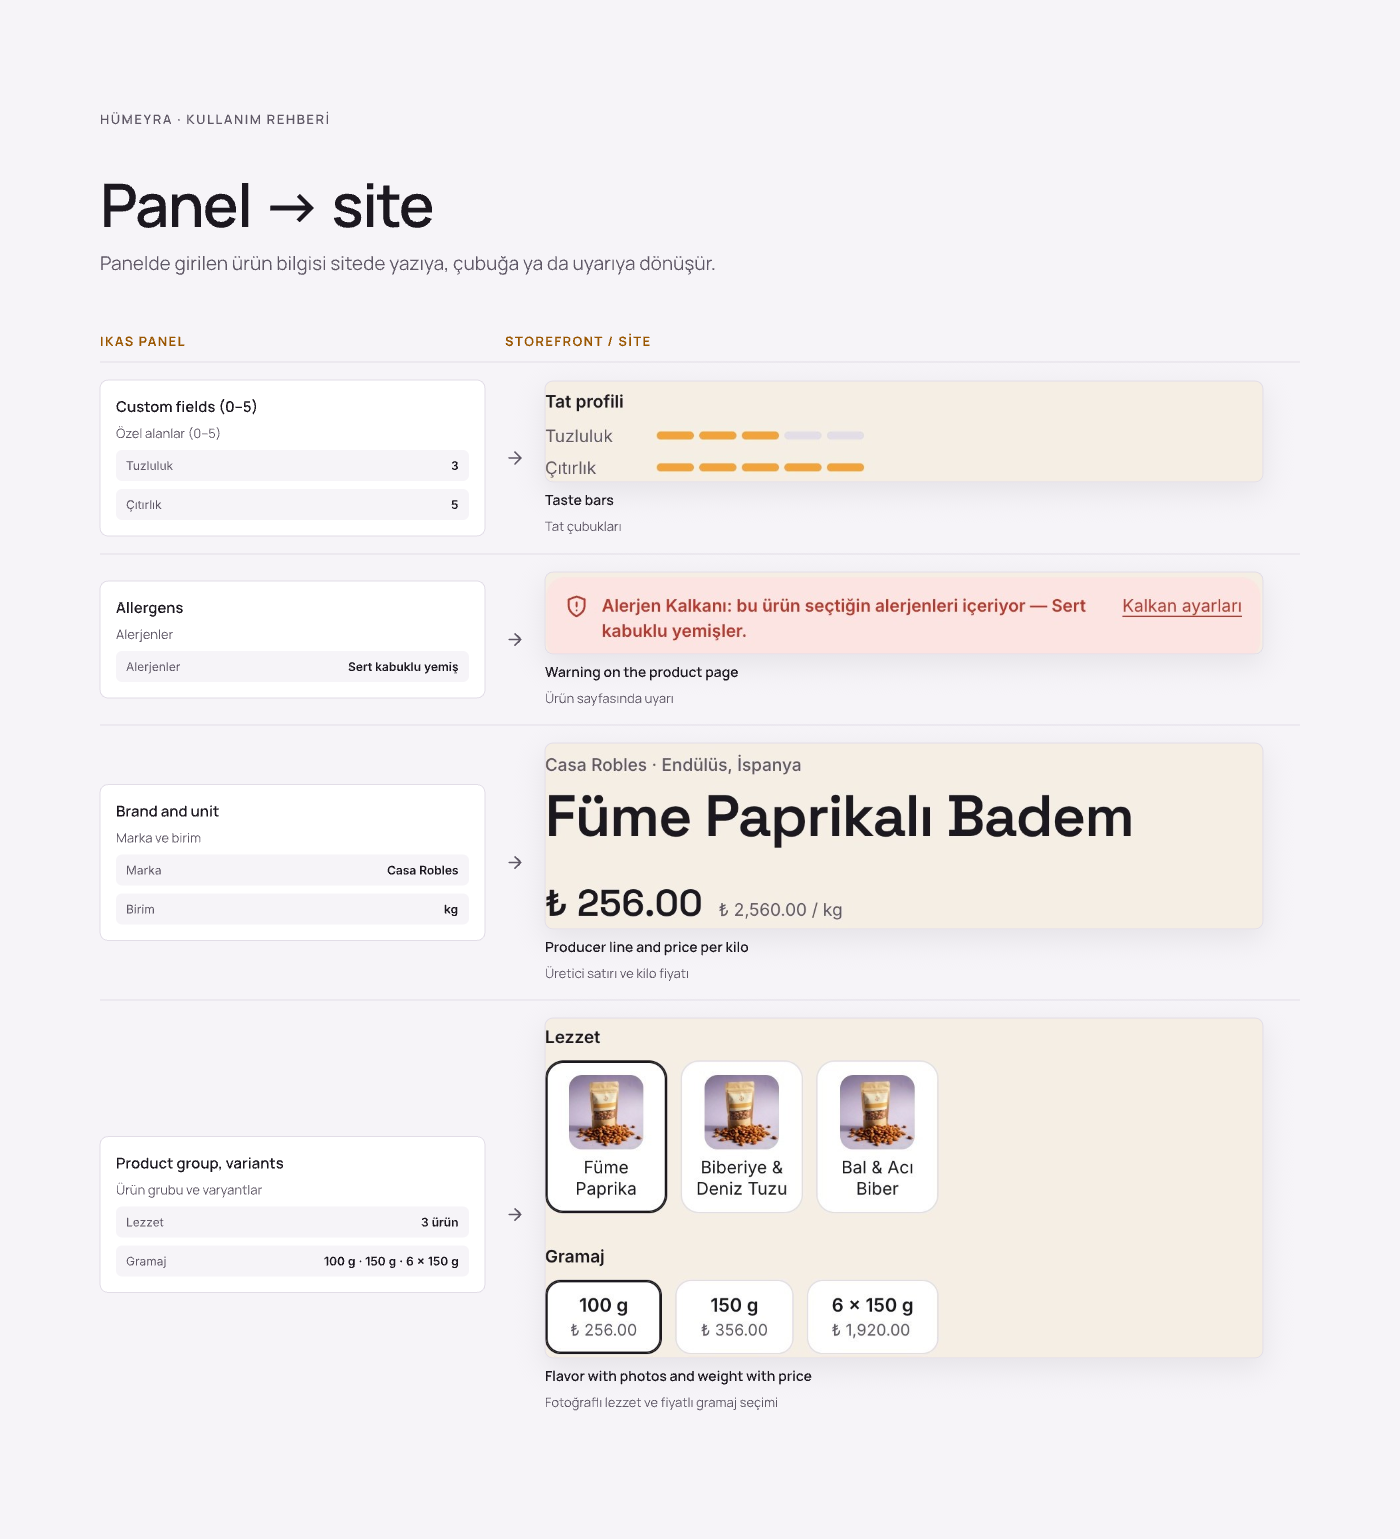 HÜMEYRA · KULLANIM REHBERİ
Panel → site
Panelde girilen ürün bilgisi sitede yazıya, çubuğa ya da uyarıya dönüşür.
IKAS PANEL
STOREFRONT / SİTE
Custom fields (0–5)
Özel alanlar (0–5)
Tuzluluk 3
Çıtırlık 5
Tat profili
Tuzluluk
Çıtırlık
Taste bars
Tat çubukları
Allergens
Alerjenler
Alerjenler Sert kabuklu yemiş
Alerjen Kalkanı: bu ürün seçtiğin alerjenleri içeriyor — Sert
kabuklu yemişler.
Kalkan ayarları
Warning on the product page
Ürün sayfasında uyarı
Brand and unit
Marka ve birim
Marka Casa Robles
Birim kg
Casa Robles · Endülüs, İspanya
Füme Paprikalı Badem
₺ 256.00 ₺ 2,560.00 / kg
Producer line and price per kilo
Üretici satırı ve kilo fiyatı
Product group, variants
Ürün grubu ve varyantlar
Lezzet 3 ürün
Gramaj 100 g · 150 g · 6 × 150 g
Lezzet
Füme
Paprika
Biberiye &
Deniz Tuzu
Bal & Acı
Biber
Gramaj
100 g
₺ 256.00
150 g
₺ 356.00
6 × 150 g
₺ 1,920.00
Flavor with photos and weight with price
Fotoğraflı lezzet ve fiyatlı gramaj seçimi